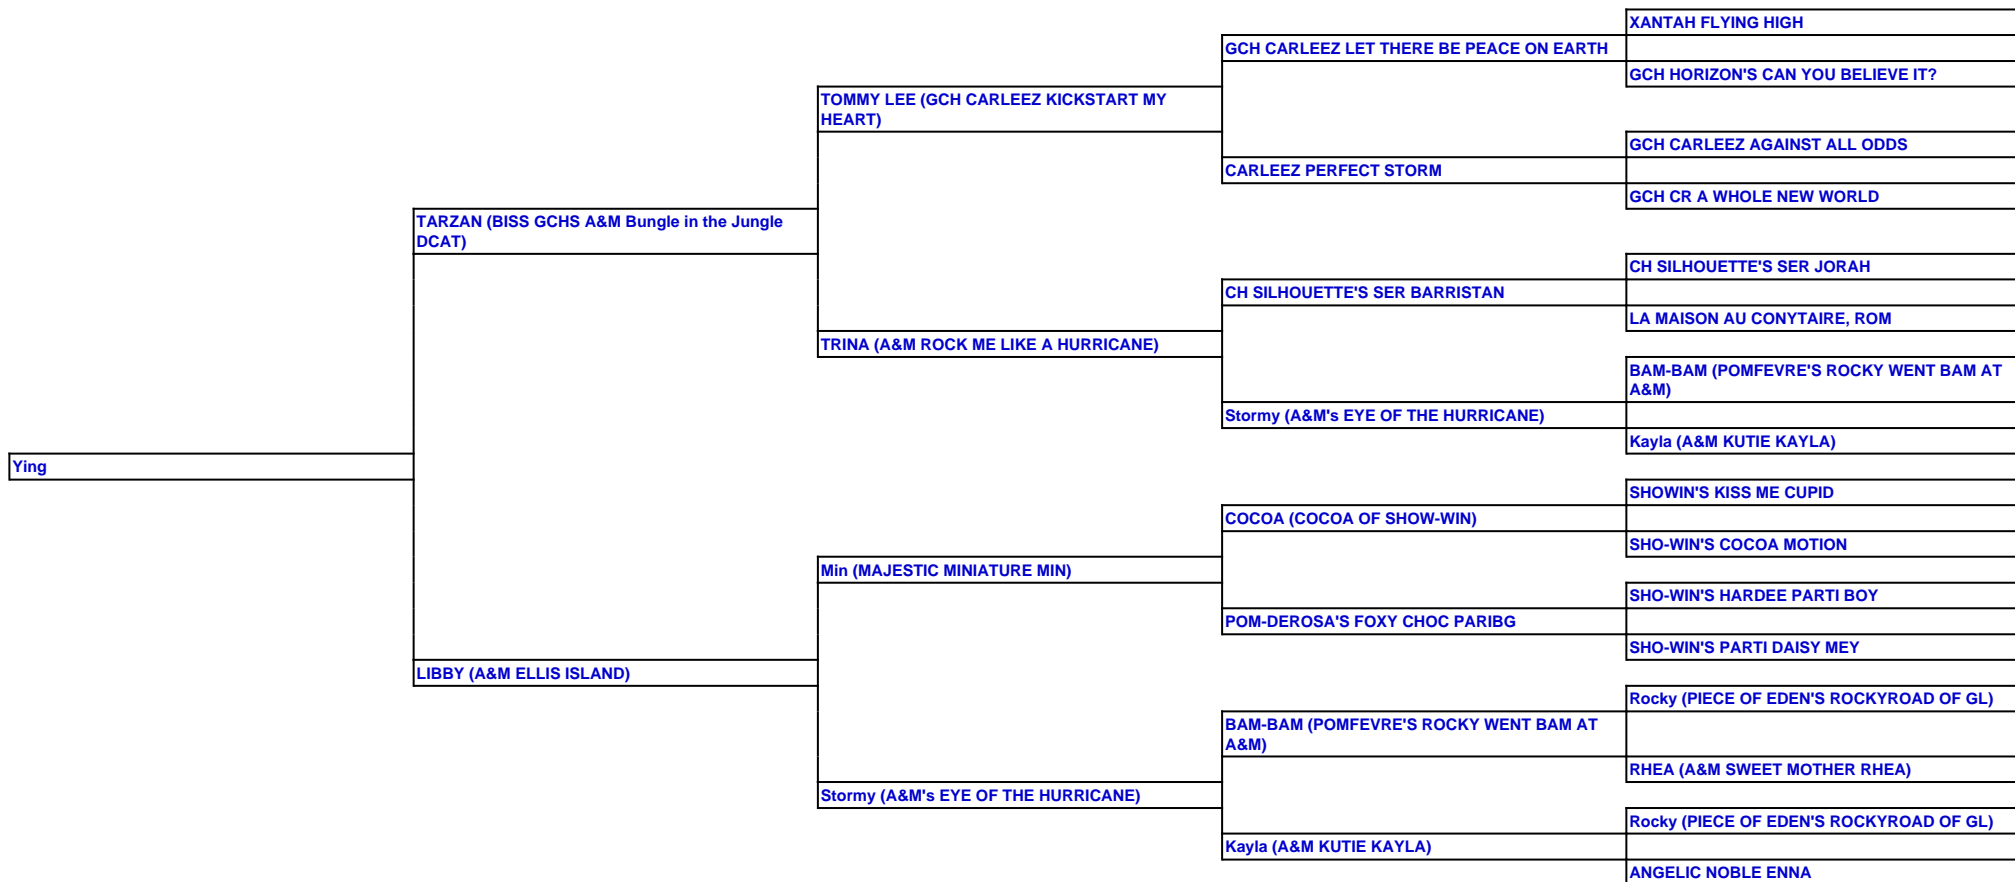 XANTAH FLYING HIGH
GCH CARLEEZ LET THERE BE PEACE ON EARTH
GCH HORIZON'S CAN YOU BELIEVE IT?
TOMMY LEE (GCH CARLEEZ KICKSTART MY
HEART)
GCH CARLEEZ AGAINST ALL ODDS
CARLEEZ PERFECT STORM
GCH CR A WHOLE NEW WORLD
TARZAN (BISS GCHS A&M Bungle in the Jungle
DCAT)
CH SILHOUETTE'S SER JORAH
CH SILHOUETTE'S SER BARRISTAN
LA MAISON AU CONYTAIRE, ROM
TRINA (A&M ROCK ME LIKE A HURRICANE)
BAM-BAM (POMFEVRE'S ROCKY WENT BAM AT
A&M)
Stormy (A&M's EYE OF THE HURRICANE)
Kayla (A&M KUTIE KAYLA)
Ying
SHOWIN'S KISS ME CUPID
COCOA (COCOA OF SHOW-WIN)
SHO-WIN'S COCOA MOTION
Min (MAJESTIC MINIATURE MIN)
SHO-WIN'S HARDEE PARTI BOY
POM-DEROSA'S FOXY CHOC PARIBG
SHO-WIN'S PARTI DAISY MEY
LIBBY (A&M ELLIS ISLAND)
Rocky (PIECE OF EDEN'S ROCKYROAD OF GL)
BAM-BAM (POMFEVRE'S ROCKY WENT BAM AT
A&M)
RHEA (A&M SWEET MOTHER RHEA)
Stormy (A&M's EYE OF THE HURRICANE)
Rocky (PIECE OF EDEN'S ROCKYROAD OF GL)
Kayla (A&M KUTIE KAYLA)
ANGELIC NOBLE ENNA